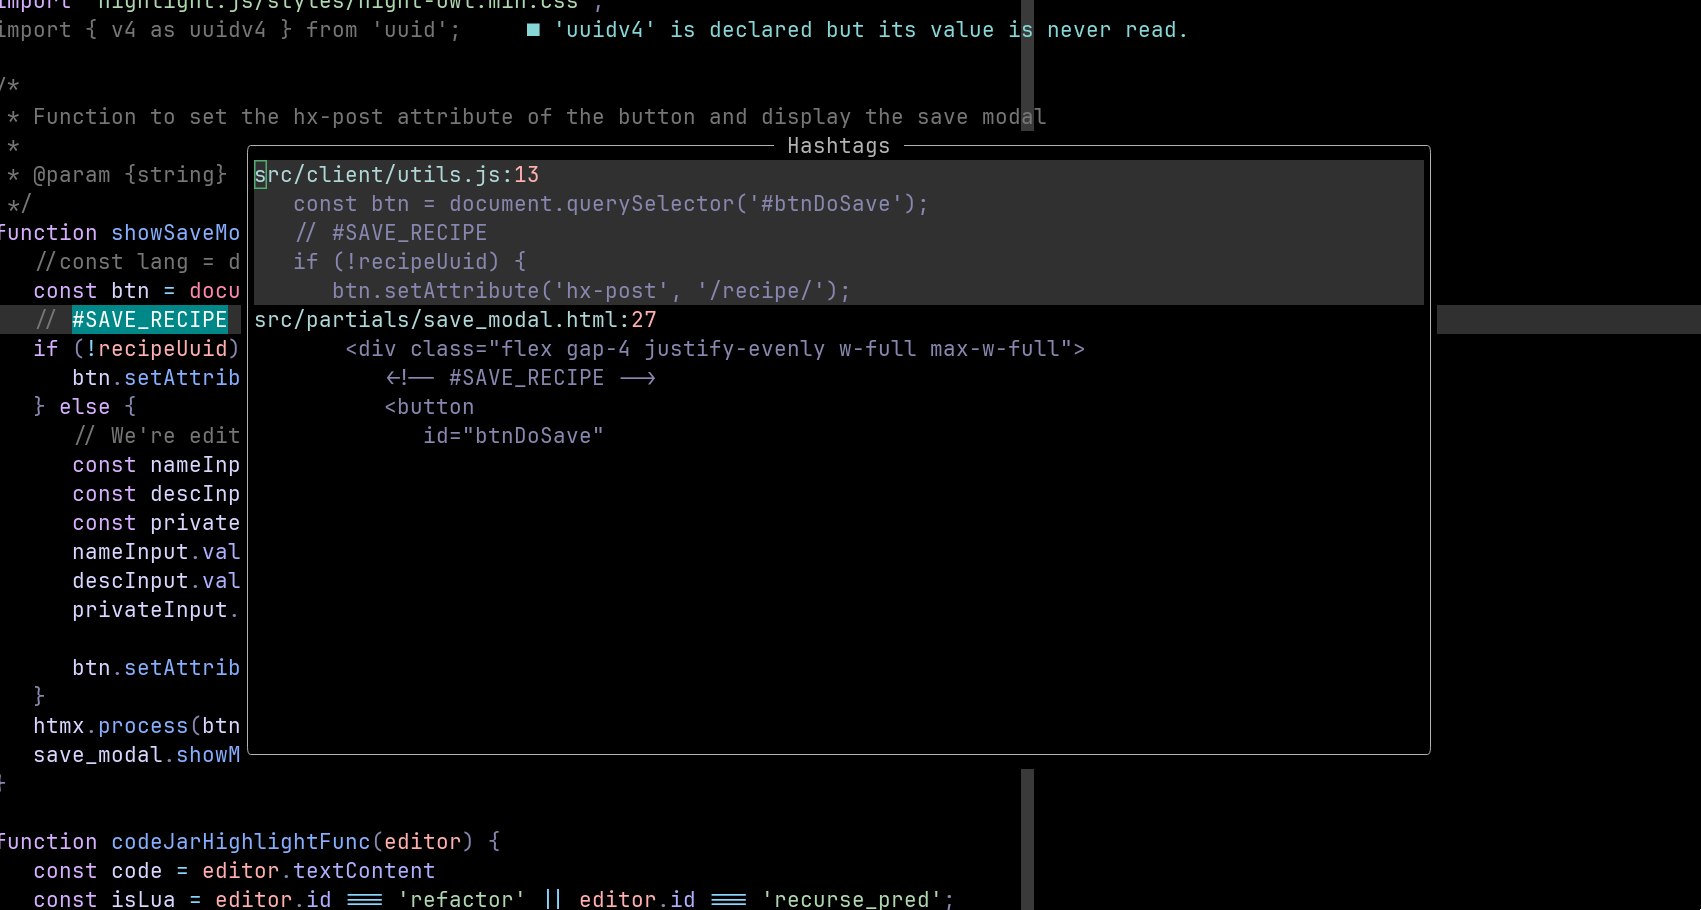 import 'highlight.js/styles/night-owl.min.css';
import { v4 as uuidv4 } from 'uuid';     ■ 'uuidv4' is declared but its value is never read.
/*
 * Function to set the hx-post attribute of the button and display the save modal
 *
 * @param {string}
 */
function showSaveMo
   //const lang = d
   const btn = docu
   // #SAVE_RECIPE
   if (!recipeUuid)
      btn.setAttrib
   } else {
      // We're edit
      const nameInp
      const descInp
      const private
      nameInput.val
      descInput.val
      privateInput.
      btn.setAttrib
   }
   htmx.process(btn
   save_modal.showM
}
Hashtags
src/client/utils.js:13
   const btn = document.querySelector('#btnDoSave');
   // #SAVE_RECIPE
   if (!recipeUuid) {
      btn.setAttribute('hx-post', '/recipe/');
src/partials/save_modal.html:27
       <div class="flex gap-4 justify-evenly w-full max-w-full">
          <!-- #SAVE_RECIPE -->
          <button
             id="btnDoSave"
function codeJarHighlightFunc(editor) {
   const code = editor.textContent
   const isLua = editor.id === 'refactor' || editor.id === 'recurse_pred';